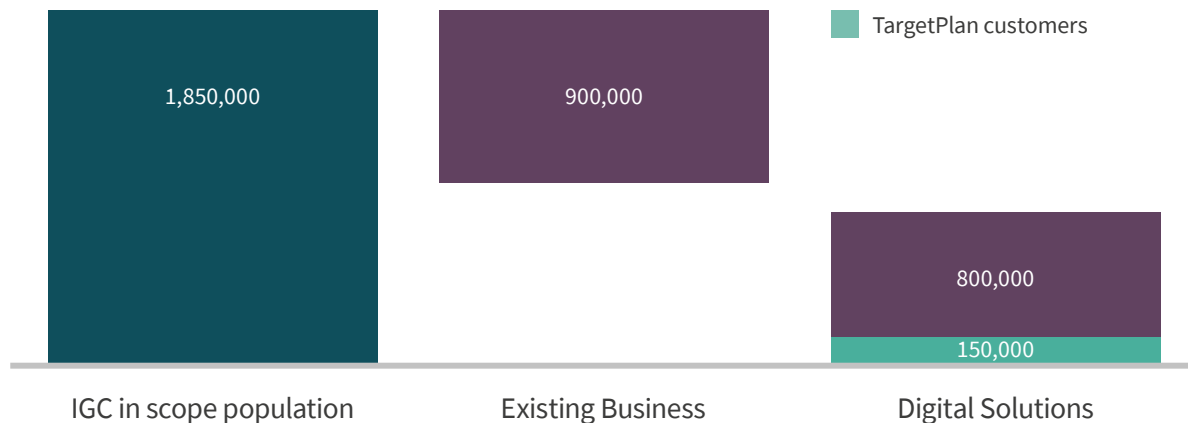 TargetPlan customers
1,850,000
900,000
800,000
150,000
IGC in scope population
Existing Business
Digital Solutions